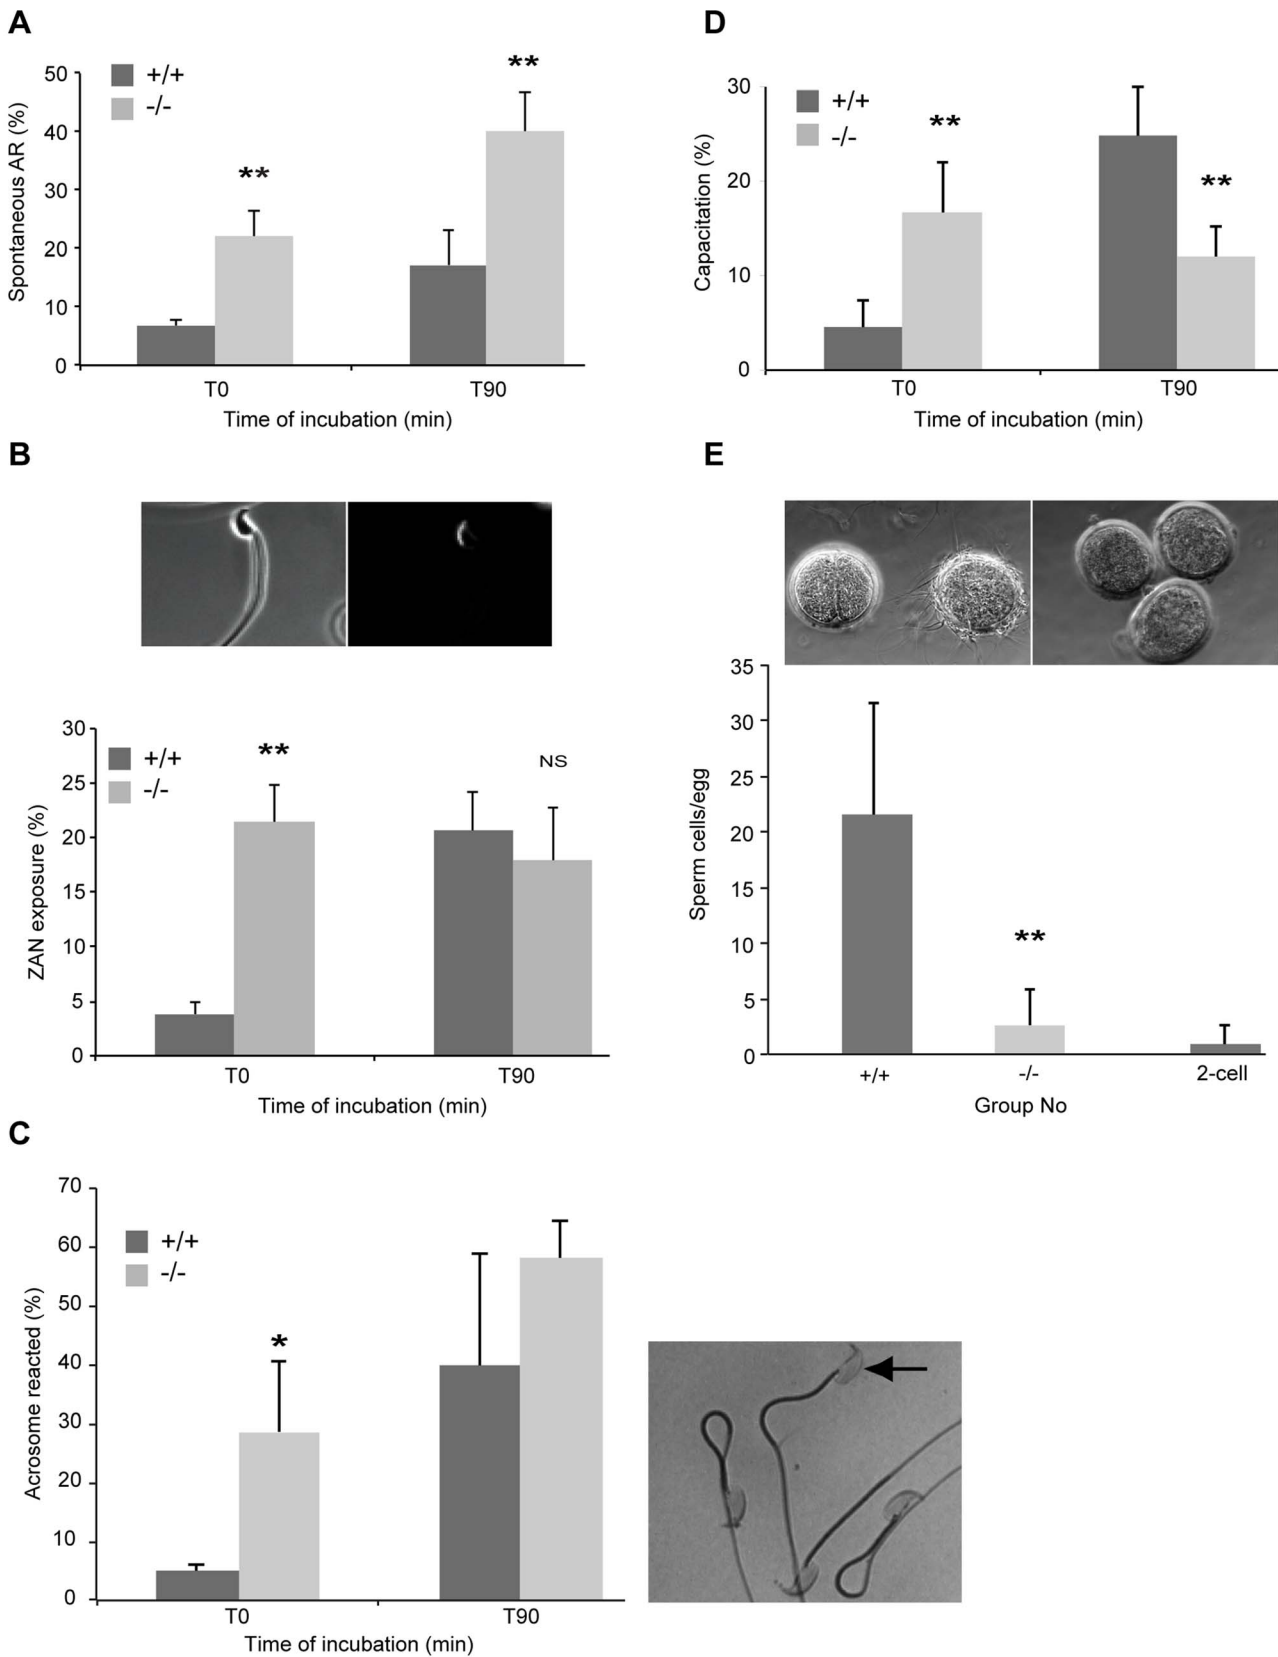 A
50
40
30
20
10
0
Spontaneous AR (%)
+/+
-/-
**
**
T0
T90
Time of incubation (min)
B
30
25
20
15
10
5
0
ZAN exposure (%)
+/+
-/-
**
NS
T0
T90
Time of incubation (min)
C
70
60
50
40
30
20
10
0
Acrosome reacted (%)
+/+
-/-
*
T0
T90
Time of incubation (min)
D
30
20
10
0
Capacitation (%)
+/+
-/-
**
**
T0
T90
Time of incubation (min)
E
35
30
25
20
15
10
5
0
Sperm cells/egg
**
+/+
-/-
2-cell
Group No